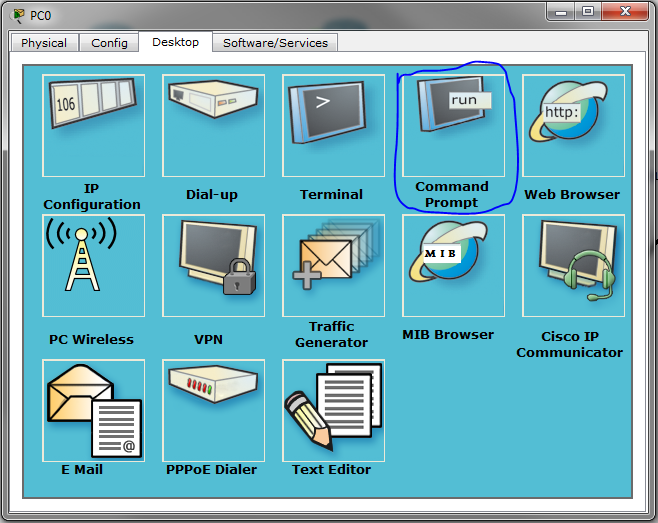 PC0
Physical
Config
Desktop
Software/Services
106
>
run
http:
IP
Configuration
Dial-up
Terminal
Command
Prompt
Web Browser
MIB
PC Wireless
VPN
Traffic
Generator
MIB Browser
Cisco IP
Communicator
@
E Mail
PPPoE Dialer
Text Editor